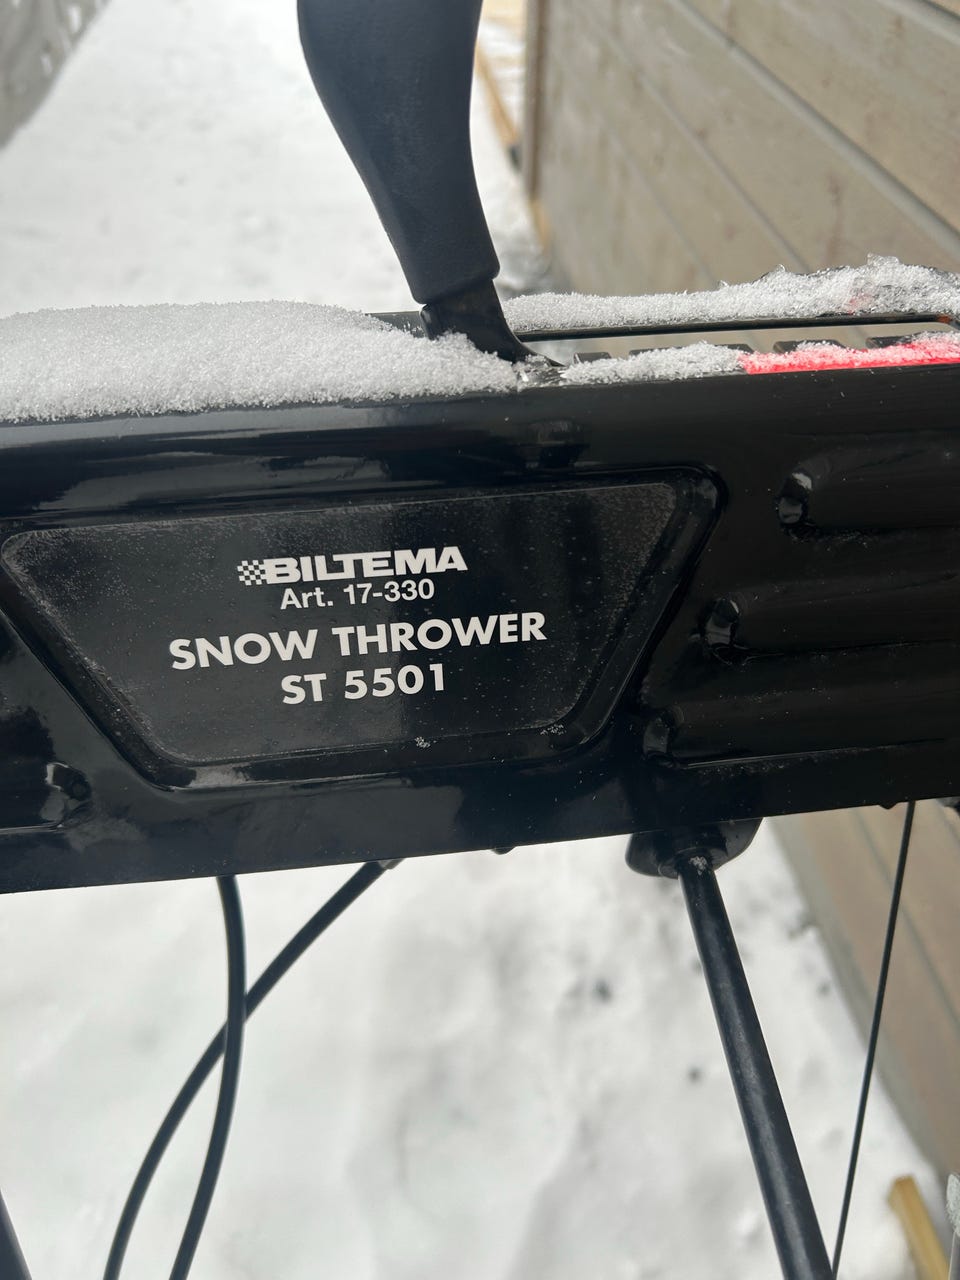 BILTEMA
Art. 17-330
SNOW THROWER
ST 5501